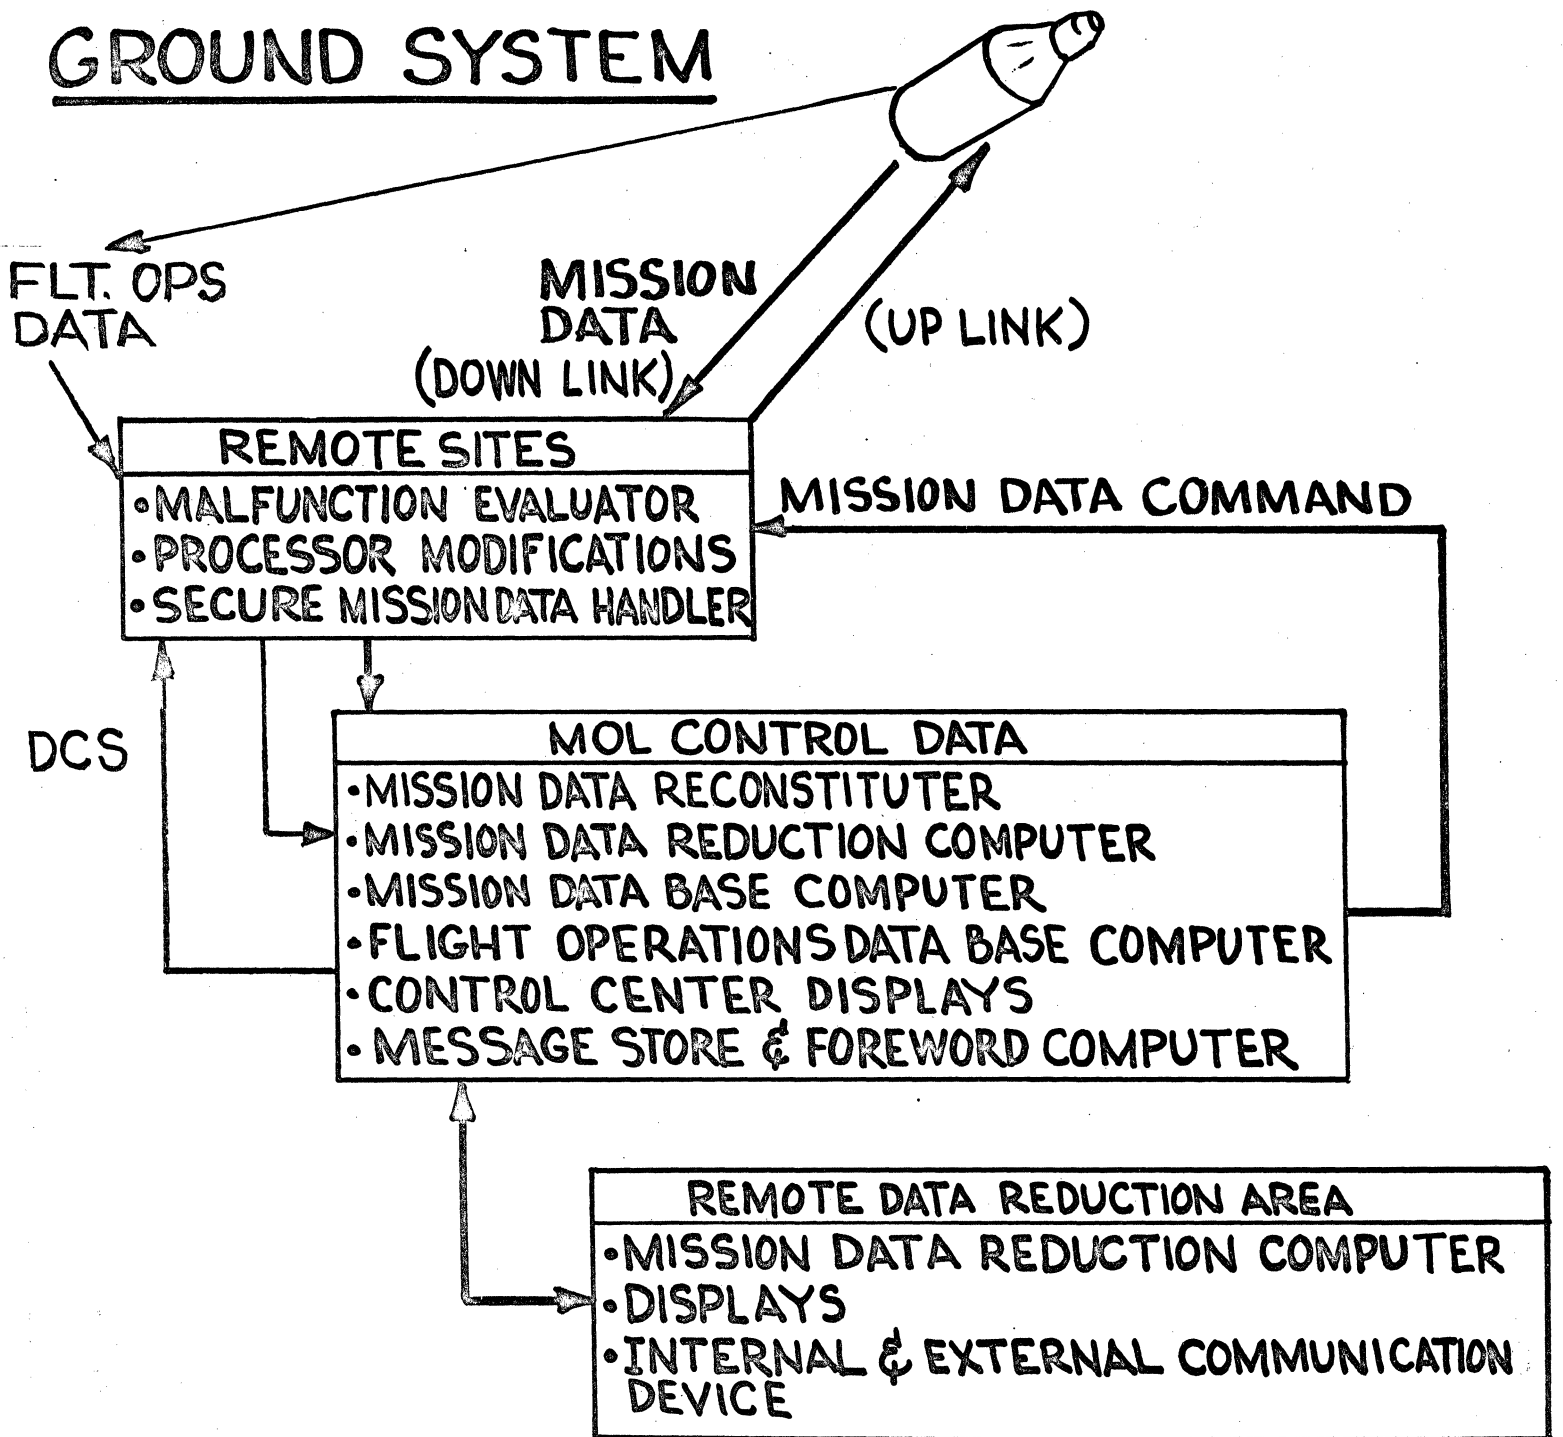 GROUND SYSTEM
FLT. OPS
DATA
MISSION
DATA
(DOWN LINK)
(UP LINK)
REMOTE SITES
•MALFUNCTION EVALUATOR
•PROCESSOR MODIFICATIONS
•SECURE MISSION DATA HANDLER
MISSION DATA COMMAND
DCS
MOL CONTROL DATA
•MISSION DATA RECONSTITUTER
•MISSION DATA REDUCTION COMPUTER
•MISSION DATA BASE COMPUTER
•FLIGHT OPERATIONS DATA BASE COMPUTER
•CONTROL CENTER DISPLAYS
•MESSAGE STORE & FOREWORD COMPUTER
REMOTE DATA REDUCTION AREA
•MISSION DATA REDUCTION COMPUTER
•DISPLAYS
•INTERNAL & EXTERNAL COMMUNICATION
DEVICE